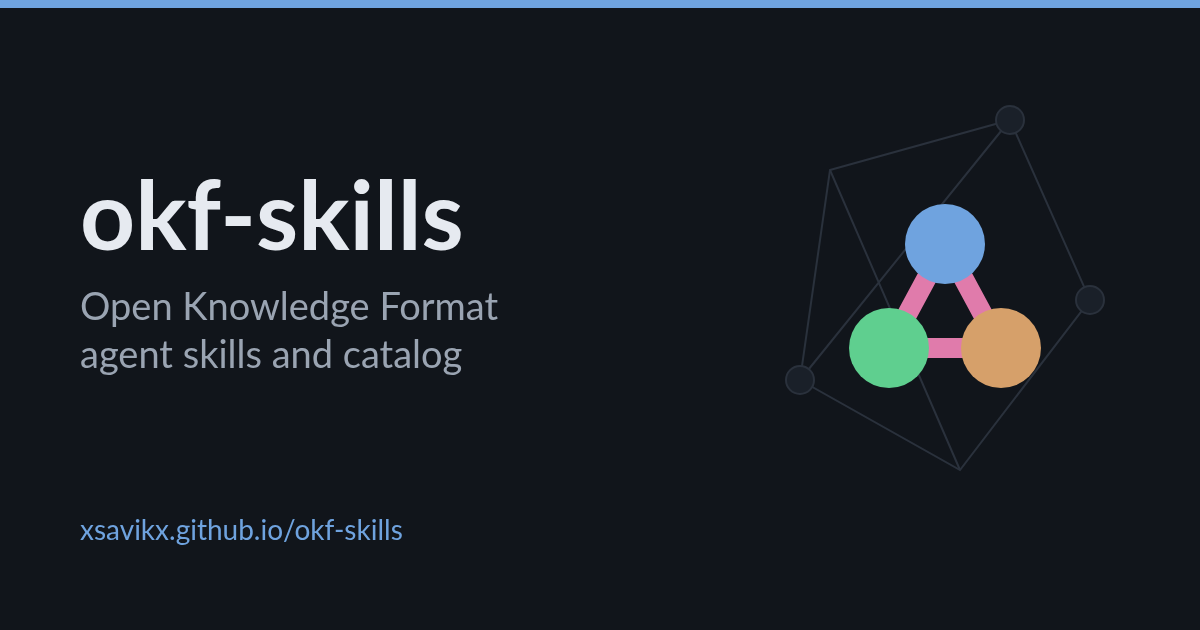 okf-skills
Open Knowledge Format
agent skills and catalog
xsavikx.github.io/okf-skills